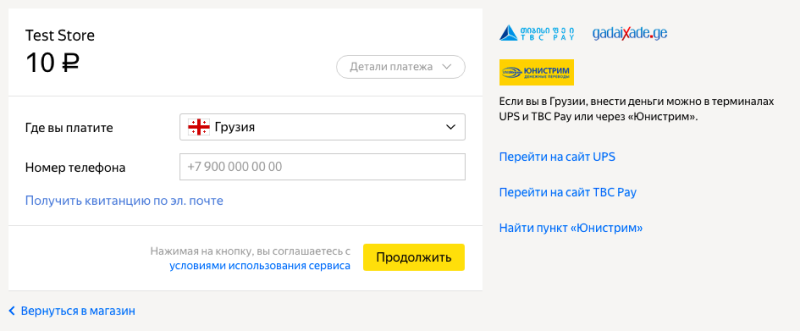 Test Store
10 ₽
Детали платежа
Где вы платите
Грузия
Номер телефона
+7 900 000 00 00
Получить квитанцию по эл. почте
Нажимая на кнопку, вы соглашаетесь с
условиями использования сервиса
Продолжить
Вернуться в магазин
TBC PAY
gadaixade.ge
ЮНИСТРИМ
ДЕНЕЖНЫЕ ПЕРЕВОДЫ
Если вы в Грузии, внести деньги можно в терминалах
UPS и TBC Pay или через «Юнистрим».
Перейти на сайт UPS
Перейти на сайт TBC Pay
Найти пункт «Юнистрим»